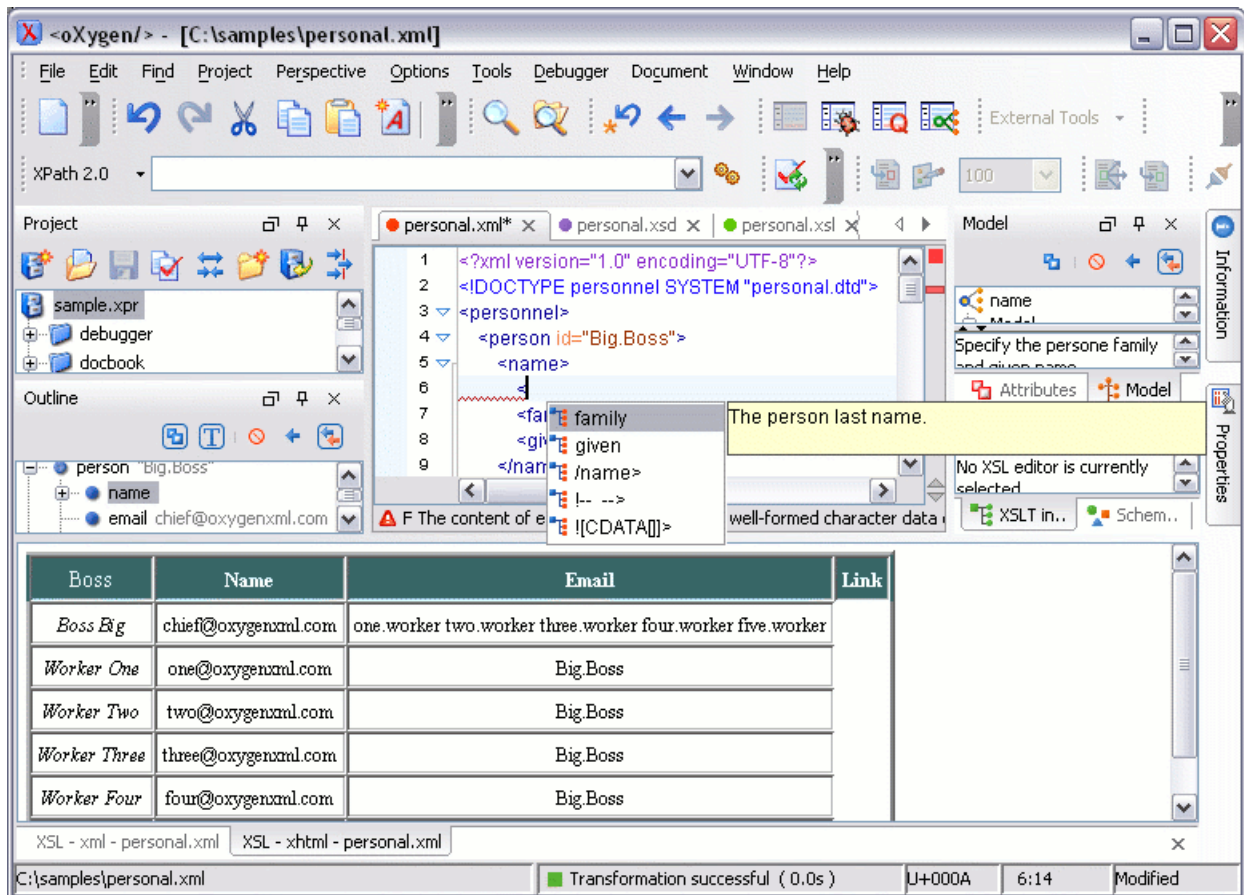 <oXygen/> - [C:\samples\personal.xml]
File Edit Find Project Perspective Options Tools Debugger Document Window Help
External Tools
XPath 2.0
100
Project
personal.xml* personal.xsd personal.xsl
Model
Information
sample.xpr
debugger
docbook
1 <?xml version="1.0" encoding="UTF-8"?>
2 <!DOCTYPE personnel SYSTEM "personal.dtd">
3 <personnel>
4 <person id="Big.Boss">
5 <name>
6 <
7 <fa
8 <gi
9 </nam
name
Model
Specify the persone family
and given name
Attributes Model
Outline
person "Big.Boss"
name
email chief@oxygenxml.com
family
given
/name>
!-- -->
![CDATA[]]>
The person last name.
No XSL editor is currently
selected
Properties
XSLT in.. Schem..
F The content of e well-formed character data
Boss Name Email Link
Boss Big chief@oxygenxml.com one.worker two.worker three.worker four.worker five.worker
Worker One one@oxygenxml.com Big.Boss
Worker Two two@oxygenxml.com Big.Boss
Worker Three three@oxygenxml.com Big.Boss
Worker Four four@oxygenxml.com Big.Boss
XSL - xml - personal.xml XSL - xhtml - personal.xml
C:\samples\personal.xml Transformation successful ( 0.0s ) U+000A 6:14 Modified